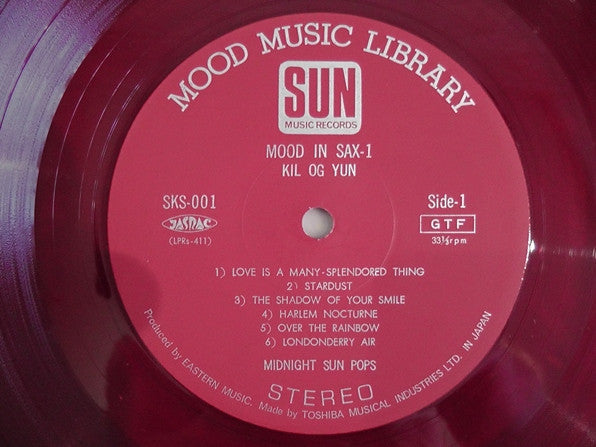 MOOD MUSIC LIBRARY
SUN
MUSIC RECORDS
MOOD IN SAX-1
KIL OG YUN
SKS-001
Side-1
JASRAC
GTF
(LPRs-411)
33⅓rpm
1) LOVE IS A MANY-SPLENDORED THING
2) STARDUST
3) THE SHADOW OF YOUR SMILE
4) HARLEM NOCTURNE
5) OVER THE RAINBOW
6) LONDONDERRY AIR
MIDNIGHT SUN POPS
STEREO
Produced by EASTERN MUSIC. Made by TOSHIBA MUSICAL INDUSTRIES LTD. IN JAPAN